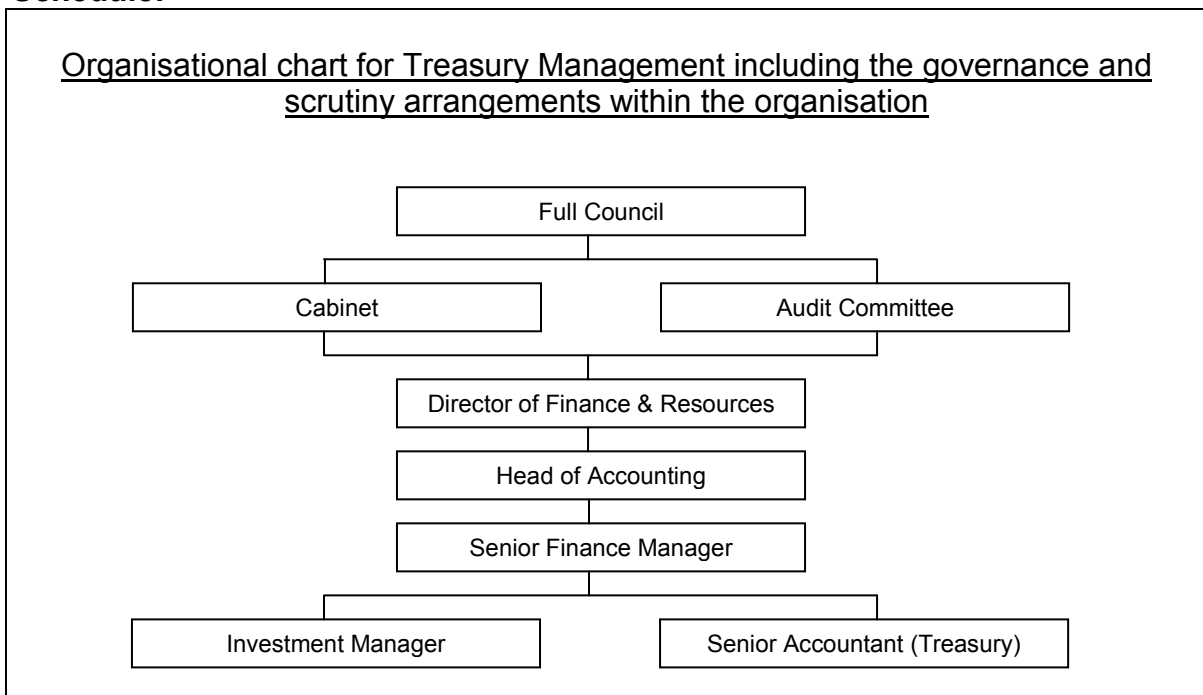 Organisational chart for Treasury Management including the governance and
scrutiny arrangements within the organisation
Full Council
Cabinet
Audit Committee
Director of Finance & Resources
Head of Accounting
Senior Finance Manager
Investment Manager
Senior Accountant (Treasury)